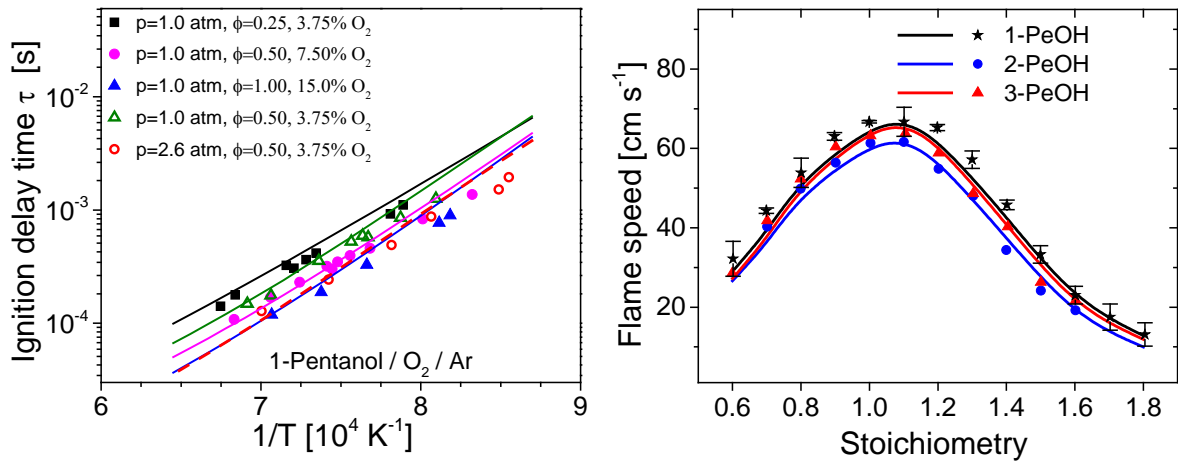 Ignition delay time τ [s]
10⁻²
10⁻³
10⁻⁴
p=1.0 atm, ϕ=0.25, 3.75% O₂
p=1.0 atm, ϕ=0.50, 7.50% O₂
p=1.0 atm, ϕ=1.00, 15.0% O₂
p=1.0 atm, ϕ=0.50, 3.75% O₂
p=2.6 atm, ϕ=0.50, 3.75% O₂
1-Pentanol / O₂ / Ar
6 7 8 9
1/T [10⁴ K⁻¹]
Flame speed [cm s⁻¹]
80
60
40
20
1-PeOH
2-PeOH
3-PeOH
0.6 0.8 1.0 1.2 1.4 1.6 1.8
Stoichiometry